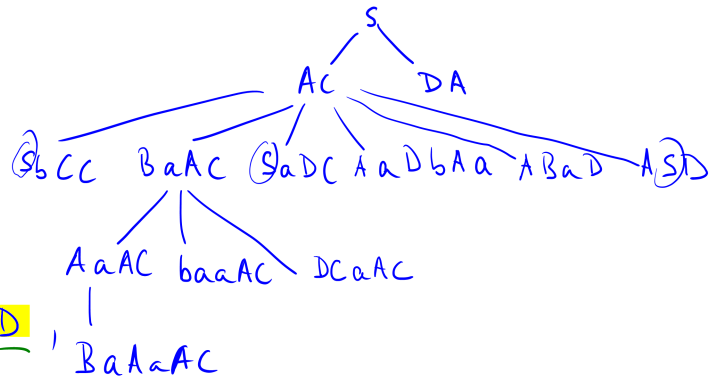 S
AC DA
SbCC BaAC SaDC AaDbAa ABaD ASD
AaAC baaAC DCaAC
D ,
BaAaAC